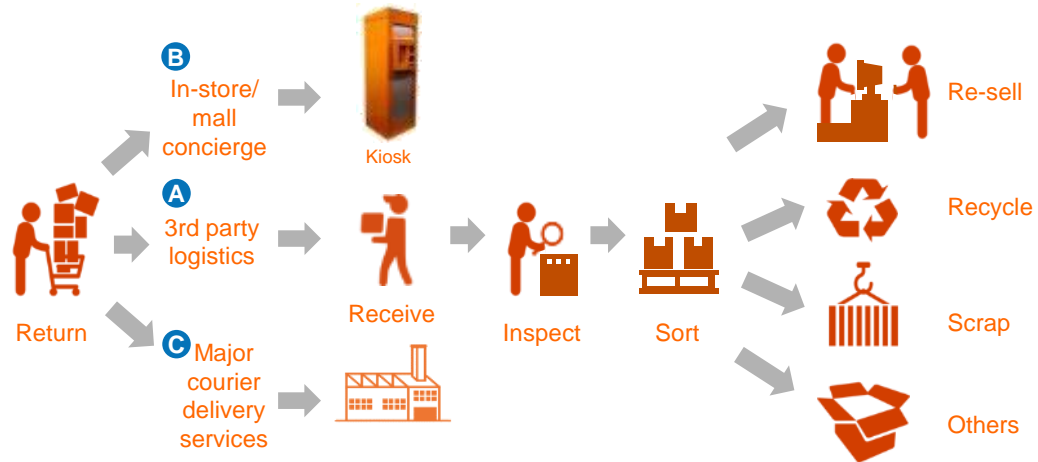 B
In-store/
mall
concierge
Kiosk
A
3rd party
logistics
Return
Receive
Inspect
Sort
C
Major
courier
delivery
services
Re-sell
Recycle
Scrap
Others